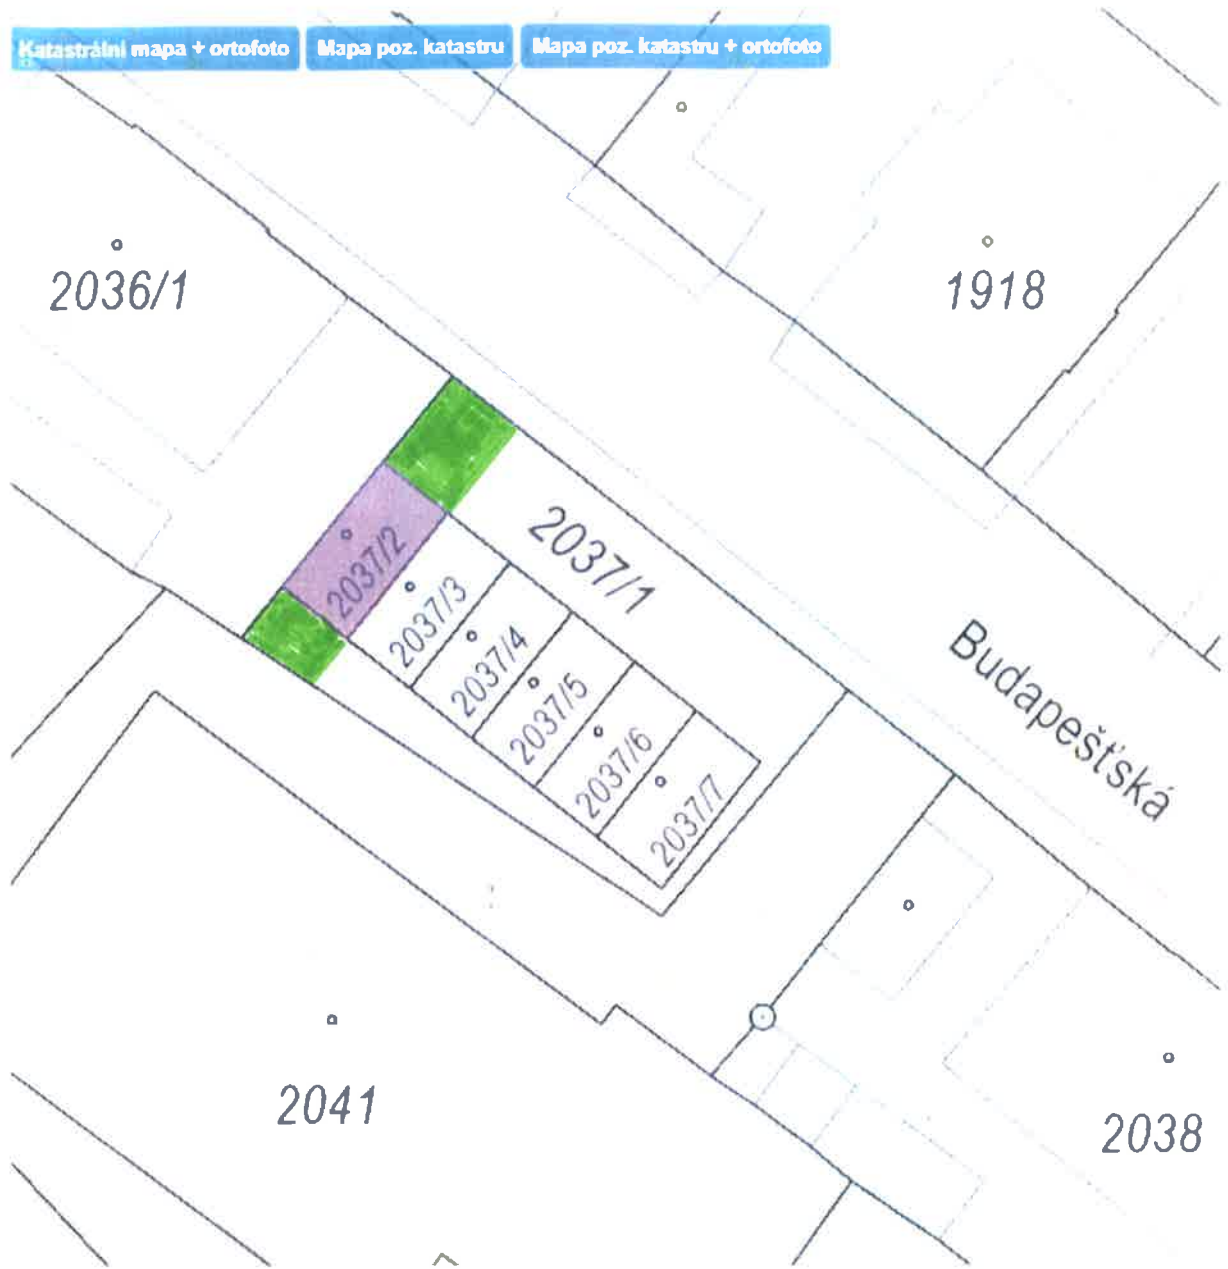 Katastrální mapa + ortofoto
Mapa poz. katastru
Mapa poz. katastru + ortofoto
2036/1
1918
2037/1
2037/2
2037/3
2037/4
2037/5
2037/6
2037/7
Budapešťská
2041
2038